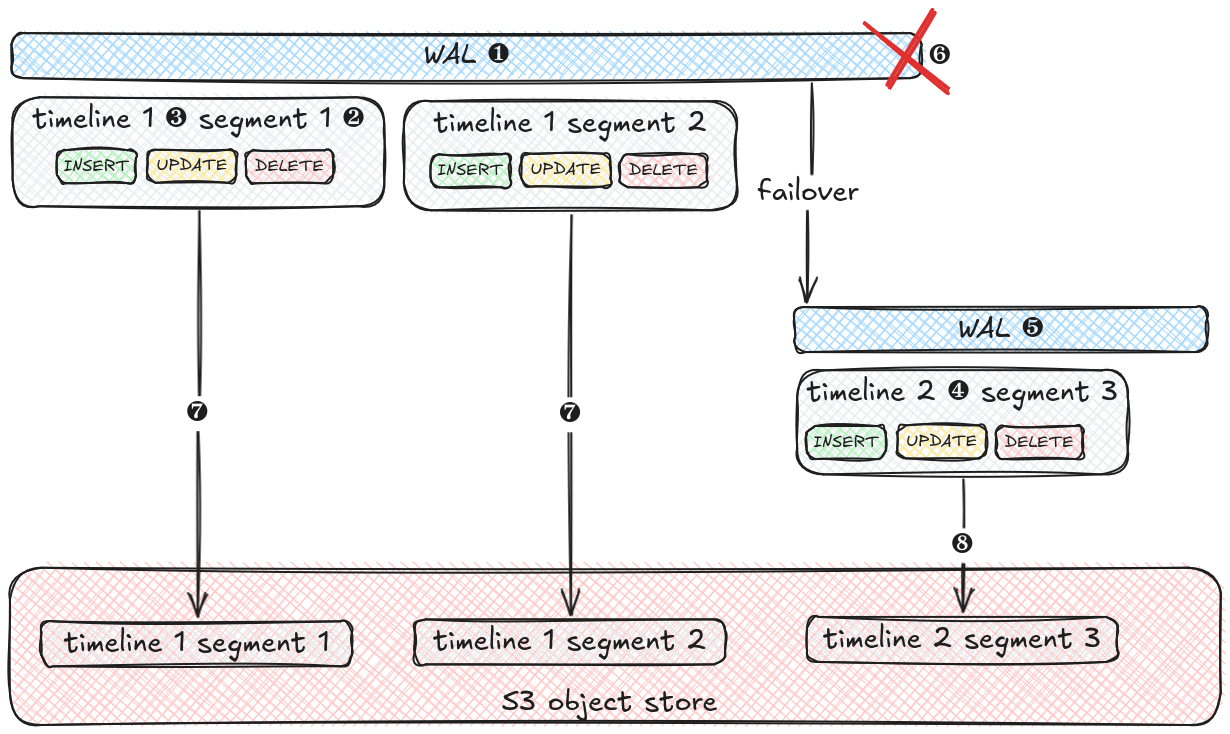 WAL ❶
❻
timeline 1 ❸ segment 1 ❷
INSERT UPDATE DELETE
timeline 1 segment 2
INSERT UPDATE DELETE
failover
WAL ❺
timeline 2 ❹ segment 3
INSERT UPDATE DELETE
❼
❼
❽
timeline 1 segment 1
timeline 1 segment 2
timeline 2 segment 3
S3 object store